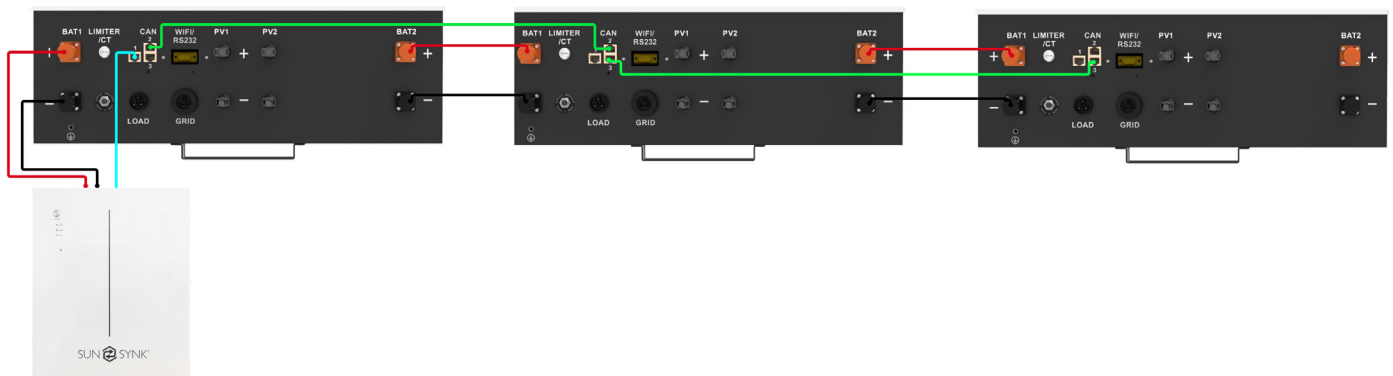 BAT1 LIMITER /CT CAN WIFI/ RS232 PV1 PV2 BAT2
1 2 3
+ + +
− − −
LOAD GRID
BAT1 LIMITER /CT CAN WIFI/ RS232 PV1 PV2 BAT2
2 3
+ +
− −
LOAD GRID
BAT1 LIMITER /CT CAN WIFI/ RS232 PV1 PV2 BAT2
1 2 3
+ + +
− − −
LOAD GRID
SUN SYNK